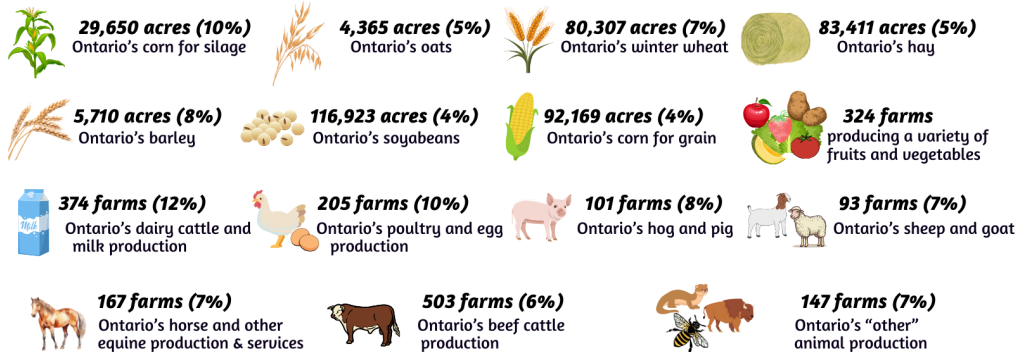 29,650 acres (10%)
Ontario's corn for silage
4,365 acres (5%)
Ontario's oats
80,307 acres (7%)
Ontario's winter wheat
83,411 acres (5%)
Ontario's hay
5,710 acres (8%)
Ontario's barley
116,923 acres (4%)
Ontario's soyabeans
92,169 acres (4%)
Ontario's corn for grain
324 farms
producing a variety of
fruits and vegetables
Milk
374 farms (12%)
Ontario's dairy cattle and
milk production
205 farms (10%)
Ontario's poultry and egg
production
101 farms (8%)
Ontario's hog and pig
93 farms (7%)
Ontario's sheep and goat
167 farms (7%)
Ontario's horse and other
equine production & services
503 farms (6%)
Ontario's beef cattle
production
147 farms (7%)
Ontario's "other"
animal production